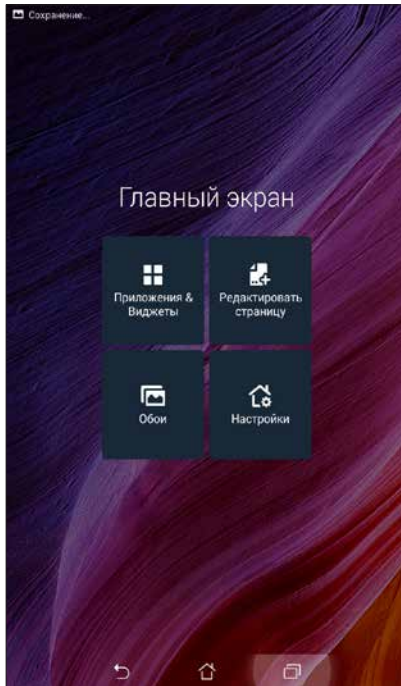 Сохранение...
Главный экран
Приложения &
Виджеты
Редактировать
страницу
Обои
Настройки